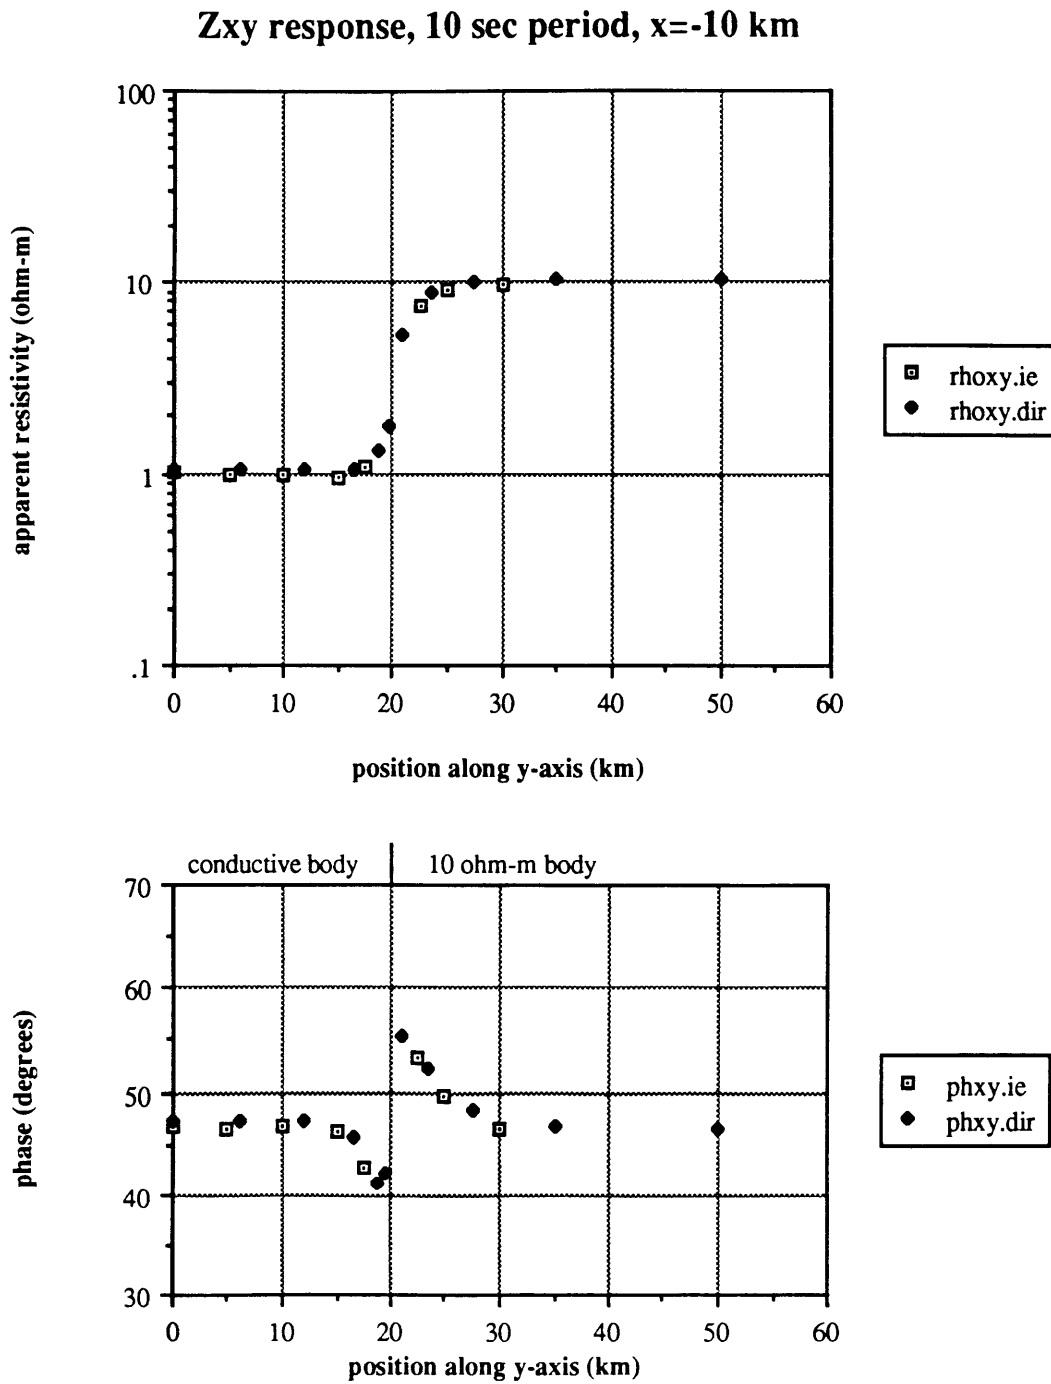 Zxy response, 10 sec period, x=-10 km
100
10
1
.1
apparent resistivity (ohm-m)
0 10 20 30 40 50 60
position along y-axis (km)
rhoxy.ie
rhoxy.dir
conductive body 10 ohm-m body
70
60
50
40
30
phase (degrees)
0 10 20 30 40 50 60
position along y-axis (km)
phxy.ie
phxy.dir